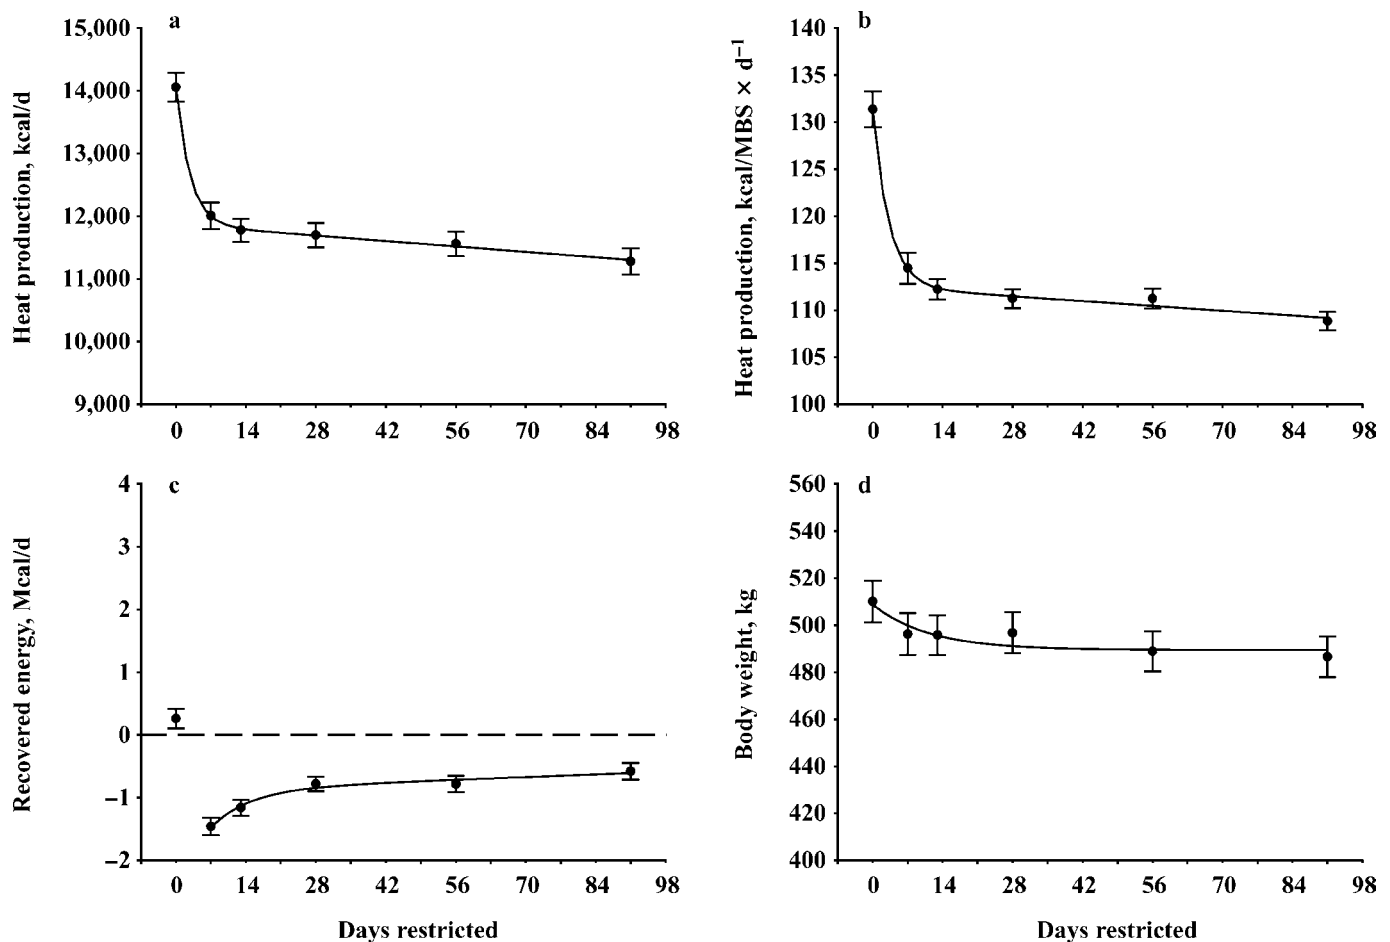 a
15,000
14,000
13,000
12,000
11,000
10,000
9,000
Heat production, kcal/d
0 14 28 42 56 70 84 98
b
140
135
130
125
120
115
110
105
100
Heat production, kcal/MBS × d⁻¹
0 14 28 42 56 70 84 98
c
4
3
2
1
0
−1
−2
Recovered energy, Mcal/d
0 14 28 42 56 70 84 98
Days restricted
d
560
540
520
500
480
460
440
420
400
Body weight, kg
0 14 28 42 56 70 84 98
Days restricted